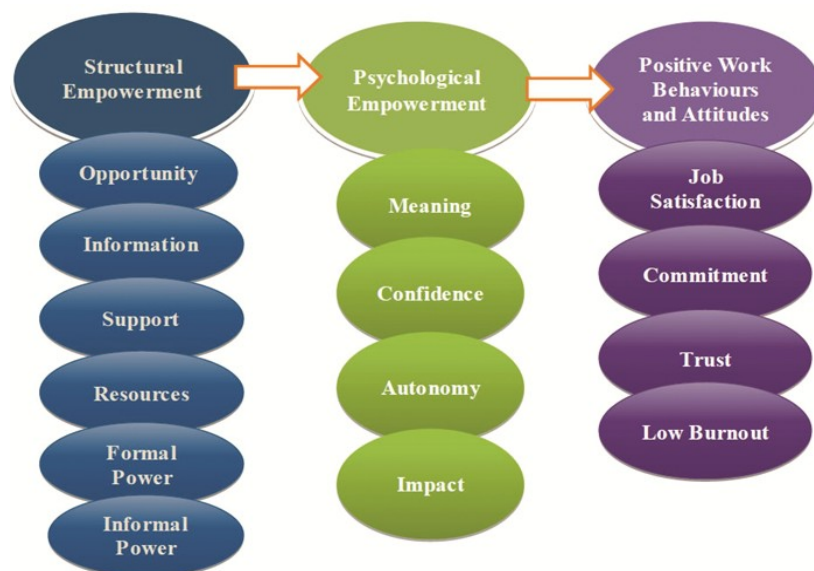 Structural
Empowerment
Opportunity
Information
Support
Resources
Formal
Power
Informal
Power
Psychological
Empowerment
Meaning
Confidence
Autonomy
Impact
Positive Work
Behaviours
and Attitudes
Job
Satisfaction
Commitment
Trust
Low Burnout